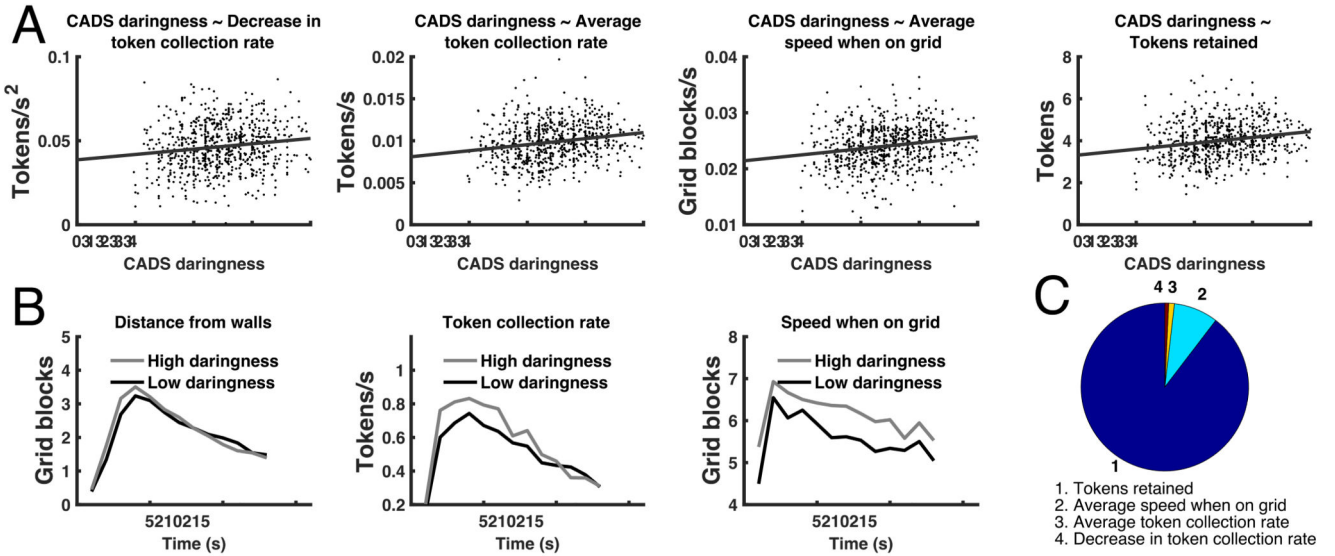 A
CADS daringness ~ Decrease in
token collection rate
Tokens/s2
0.1
0.05
0
CADS daringness
CADS daringness ~ Average
token collection rate
Tokens/s
0.02
0.015
0.01
0.005
0
CADS daringness
CADS daringness ~ Average
speed when on grid
Grid blocks/s
0.04
0.03
0.02
0.01
CADS daringness
CADS daringness ~
Tokens retained
Tokens
8
6
4
2
0
CADS daringness
B
Distance from walls
High daringness
Low daringness
Grid blocks
5
4
3
2
1
0
5210215
Time (s)
Token collection rate
High daringness
Low daringness
Tokens/s
1
0.8
0.6
0.4
0.2
5210215
Time (s)
Speed when on grid
High daringness
Low daringness
Grid blocks
8
7
6
5
4
5210215
Time (s)
C
4 3
2
1
1. Tokens retained
2. Average speed when on grid
3. Average token collection rate
4. Decrease in token collection rate